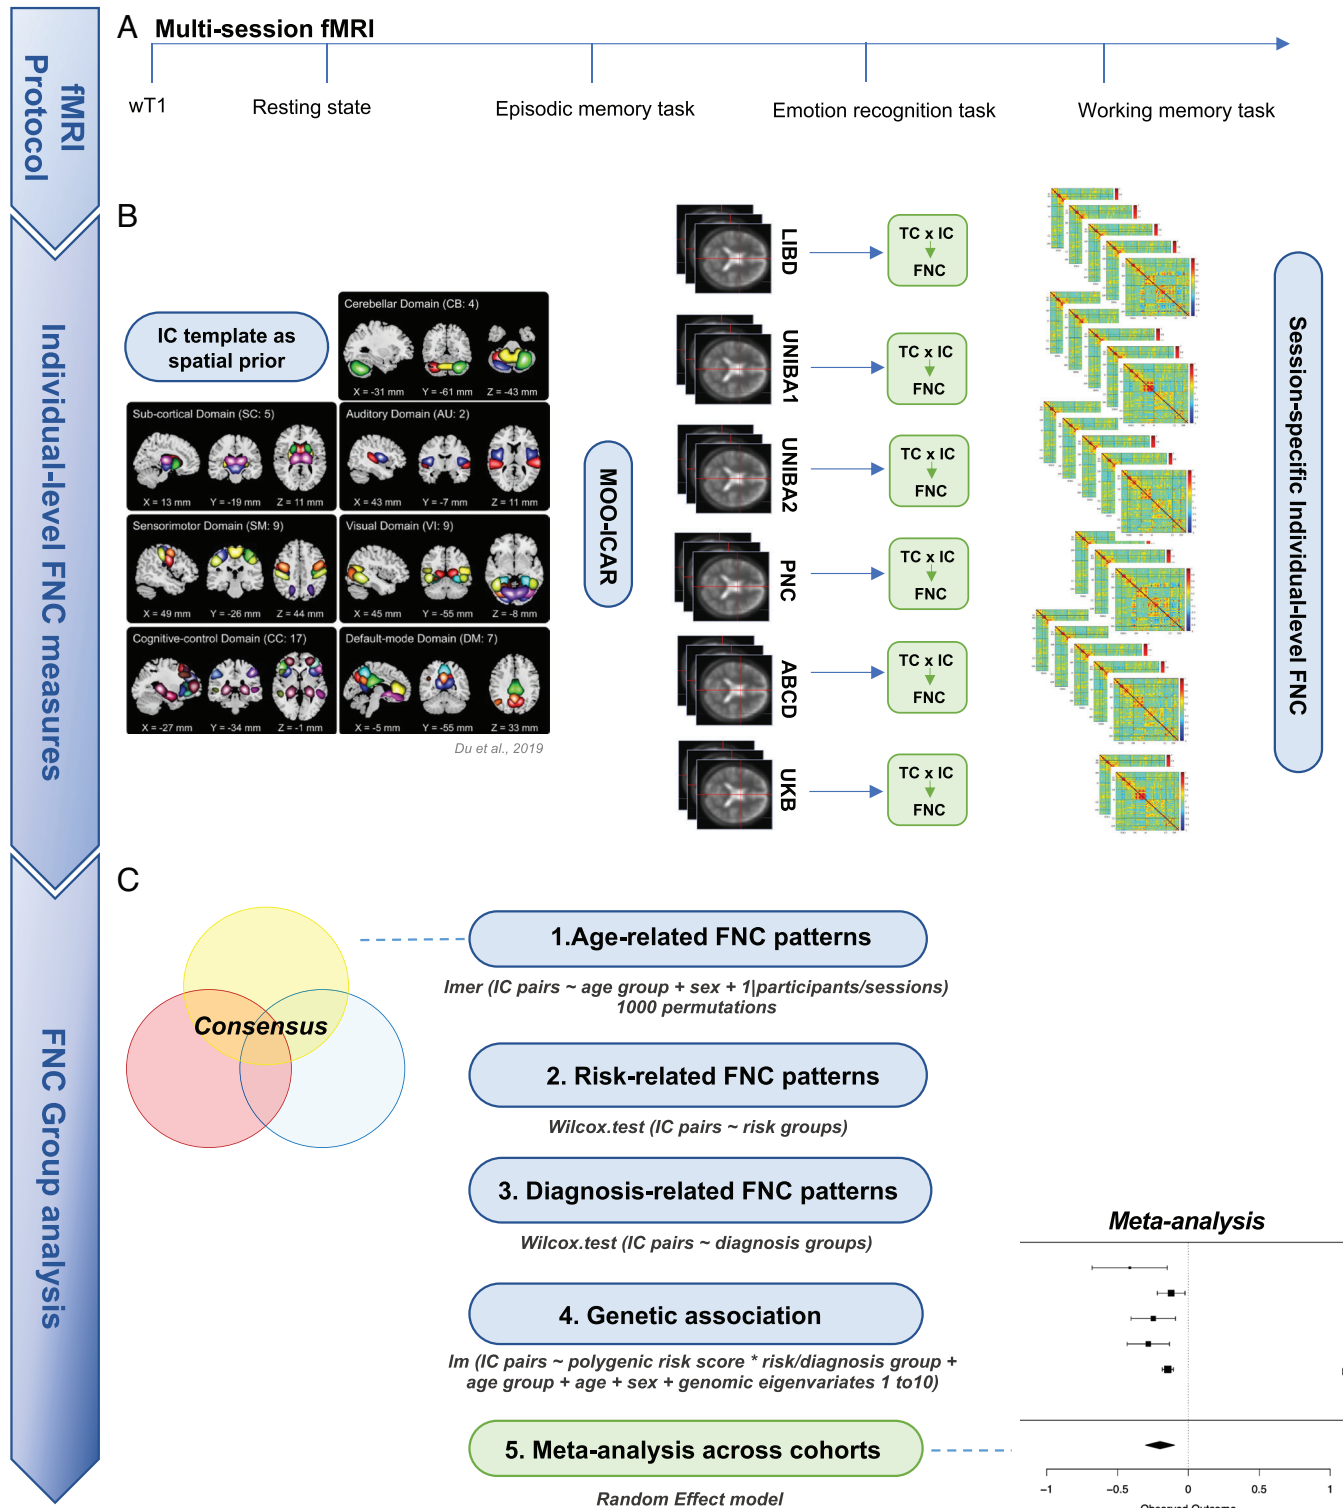 fMRI
Protocol
A Multi-session fMRI
wT1
Resting state
Episodic memory task
Emotion recognition task
Working memory task
Individual-level FNC measures
B
IC template as
spatial prior
Cerebellar Domain (CB: 4)
X = -31 mm Y = -61 mm Z = -43 mm
Sub-cortical Domain (SC: 5)
X = 13 mm Y = -19 mm Z = 11 mm
Auditory Domain (AU: 2)
X = 43 mm Y = -7 mm Z = 11 mm
Sensorimotor Domain (SM: 9)
X = 49 mm Y = -26 mm Z = 44 mm
Visual Domain (VI: 9)
X = 45 mm Y = -55 mm Z = -8 mm
Cognitive-control Domain (CC: 17)
X = -27 mm Y = -34 mm Z = -1 mm
Default-mode Domain (DM: 7)
X = -5 mm Y = -55 mm Z = 33 mm
Du et al., 2019
MOO-ICAR
LIBD
TC x IC
FNC
UNIBA1
TC x IC
FNC
UNIBA2
TC x IC
FNC
PNC
TC x IC
FNC
ABCD
TC x IC
FNC
UKB
TC x IC
FNC
Session-specific Individual-level FNC
FNC Group analysis
C
Consensus
1.Age-related FNC patterns
lmer (IC pairs ~ age group + sex + 1|participants/sessions)
1000 permutations
2. Risk-related FNC patterns
Wilcox.test (IC pairs ~ risk groups)
3. Diagnosis-related FNC patterns
Wilcox.test (IC pairs ~ diagnosis groups)
4. Genetic association
lm (IC pairs ~ polygenic risk score * risk/diagnosis group +
age group + age + sex + genomic eigenvariates 1 to10)
5. Meta-analysis across cohorts
Random Effect model
Meta-analysis
-1 -0.5 0 0.5 1
Observed Outcome